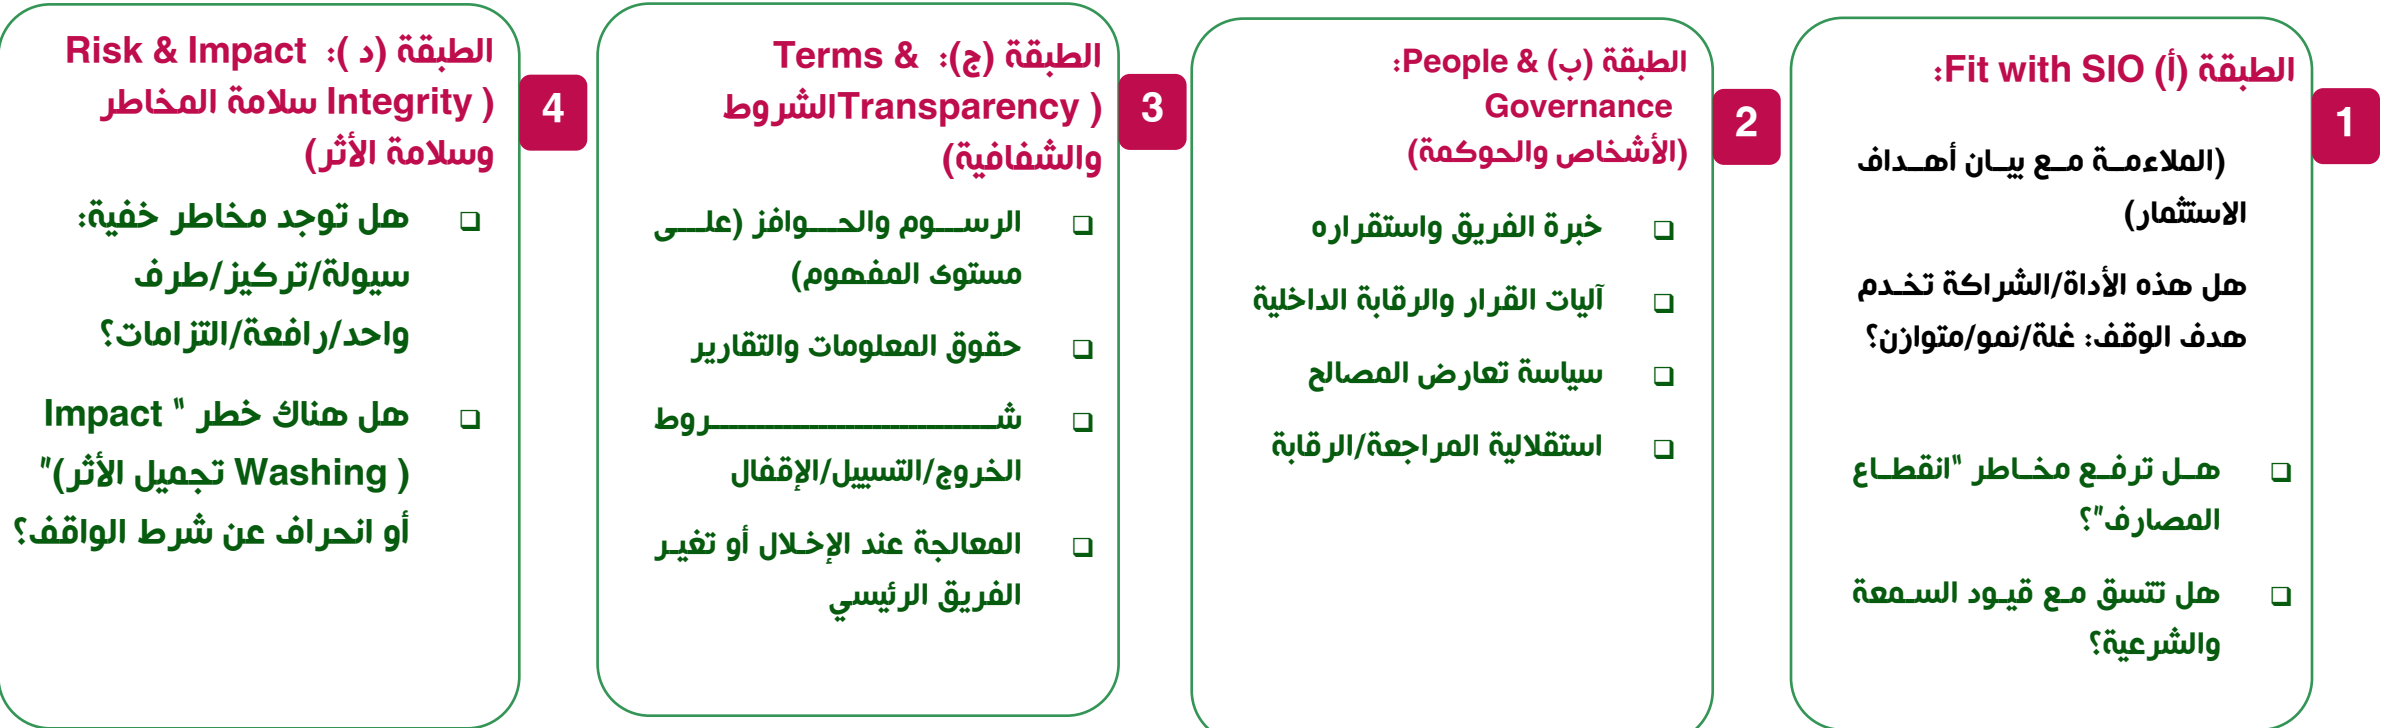 1
الطبقة (أ) Fit with SIO:
(الملاءمة مع بيان أهداف
الاستثمار)
هل هذه الأداة/الشراكة تخدم
هدف الوقف: غلة/نمو/متوازن؟
❑ هل ترفع مخاطر "انقطاع
المصارف"؟
❑ هل تتسق مع قيود السمعة
والشرعية؟
2
الطبقة (ب) People &:
Governance
(الأشخاص والحوكمة)
❑ خبرة الفريق واستقراره
❑ آليات القرار والرقابة الداخلية
❑ سياسة تعارض المصالح
❑ استقلالية المراجعة/الرقابة
3
الطبقة (ج): Terms &
Transparency )الشروط
والشفافية)
❑ الرسوم والحوافز (على
مستوى المفهوم)
❑ حقوق المعلومات والتقارير
❑ شروط
الخروج/التسييل/الإقفال
❑ المعالجة عند الإخلال أو تغير
الفريق الرئيسي
4
الطبقة (د ): Risk & Impact
Integrity ) سلامة المخاطر
وسلامة الأثر)
❑ هل توجد مخاطر خفية:
سيولة/تركيز/طرف
واحد/رافعة/التزامات؟
❑ هل هناك خطر " Impact
Washing ) تجميل الأثر)"
أو انحراف عن شرط الواقف؟